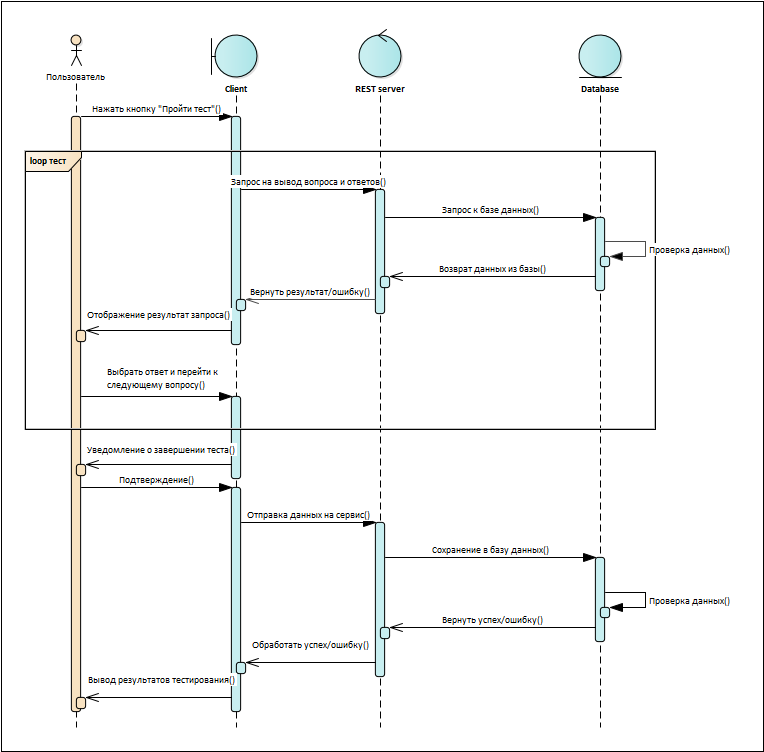 Пользователь
Client
REST server
Database
Нажать кнопку "Пройти тест"()
loop тест
Запрос на вывод вопроса и ответов()
Запрос к базе данных()
Проверка данных()
Возврат данных из базы()
Вернуть результат/ошибку()
Отображение результат запроса()
Выбрать ответ и перейти к
следующему вопросу()
Уведомление о завершении теста()
Подтверждение()
Отправка данных на сервис()
Сохранение в базу данных()
Проверка данных()
Вернуть успех/ошибку()
Обработать успех/ошибку()
Вывод результатов тестирования()